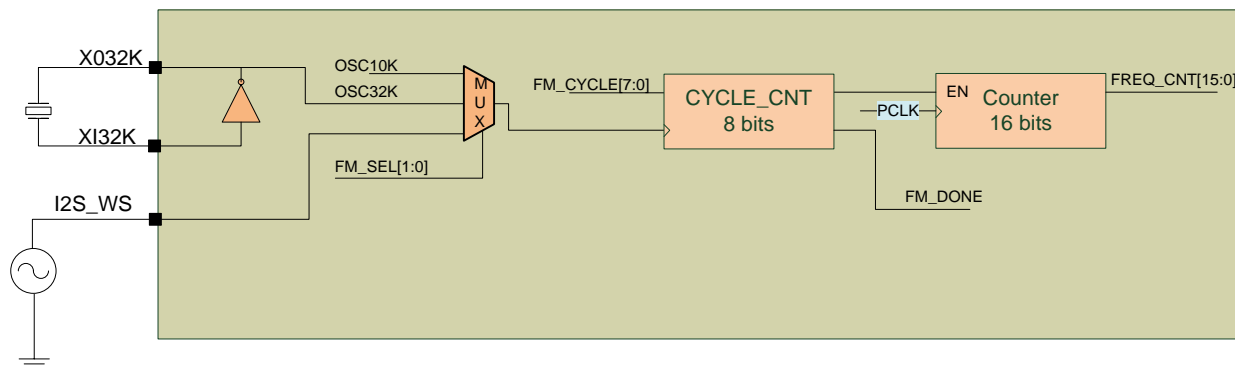 X032K
XI32K
I2S_WS
OSC10K
OSC32K
MUX
FM_SEL[1:0]
FM_CYCLE[7:0]
CYCLE_CNT
8 bits
FM_DONE
PCLK
EN
Counter
16 bits
FREQ_CNT[15:0]